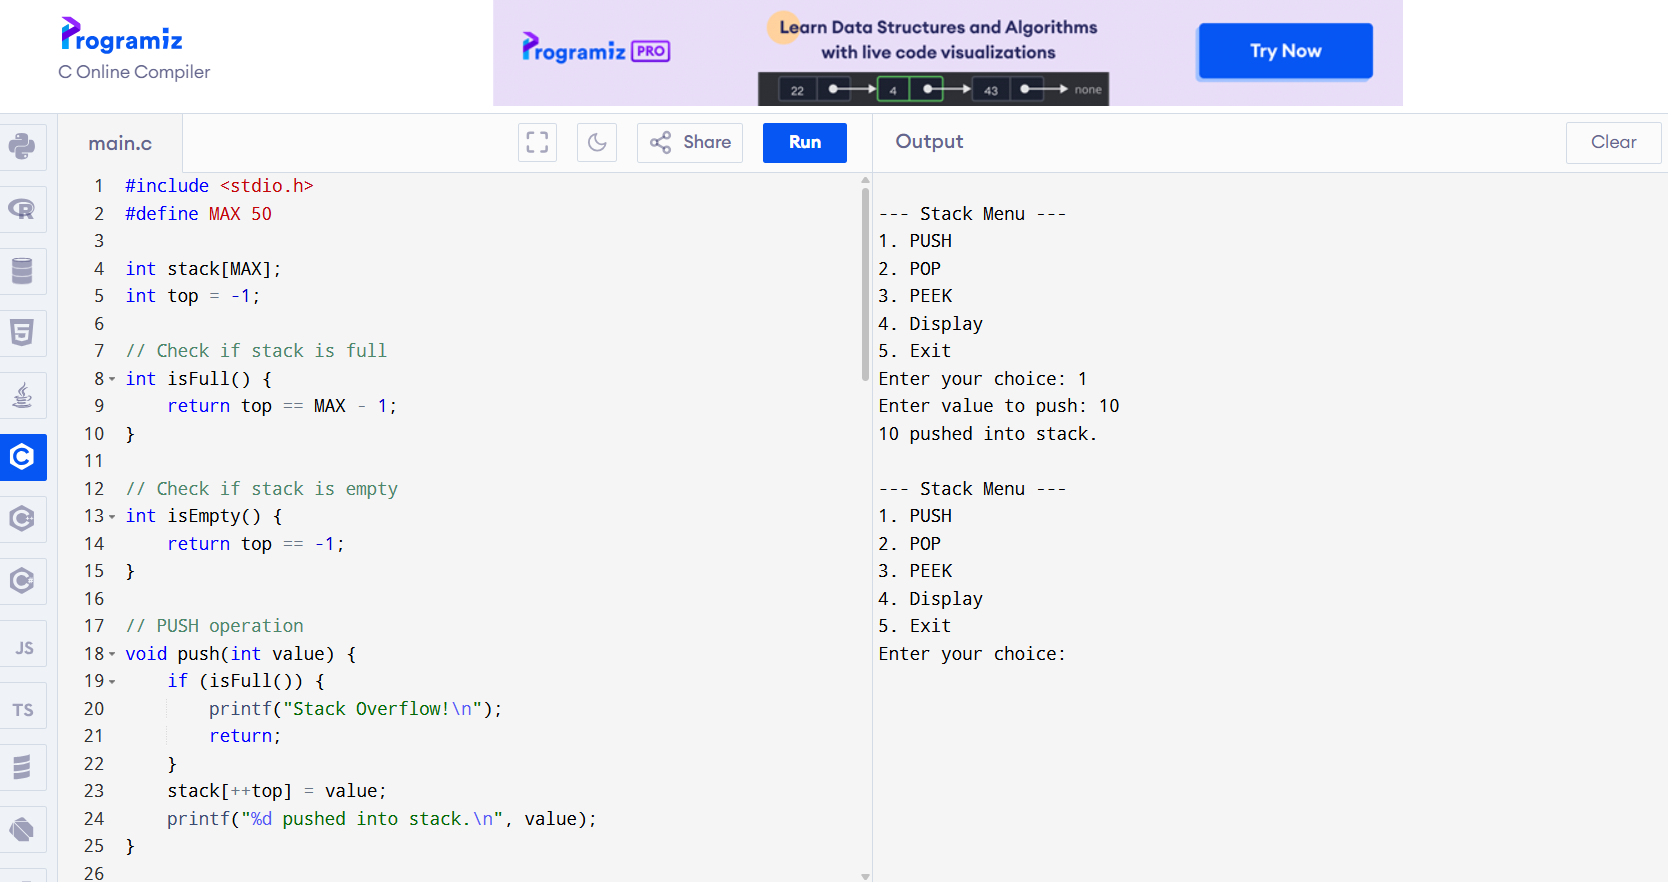 Programiz
C Online Compiler
Programiz PRO
Learn Data Structures and Algorithms
with live code visualizations
22 4 43 none
Try Now
main.c
Share
Run
Output
Clear
JS
TS
1 #include <stdio.h>
2 #define MAX 50
3
4 int stack[MAX];
5 int top = -1;
6
7 // Check if stack is full
8 int isFull() {
9     return top == MAX - 1;
10 }
11
12 // Check if stack is empty
13 int isEmpty() {
14     return top == -1;
15 }
16
17 // PUSH operation
18 void push(int value) {
19     if (isFull()) {
20         printf("Stack Overflow!\n");
21         return;
22     }
23     stack[++top] = value;
24     printf("%d pushed into stack.\n", value);
25 }
26
--- Stack Menu ---
1. PUSH
2. POP
3. PEEK
4. Display
5. Exit
Enter your choice: 1
Enter value to push: 10
10 pushed into stack.
--- Stack Menu ---
1. PUSH
2. POP
3. PEEK
4. Display
5. Exit
Enter your choice: